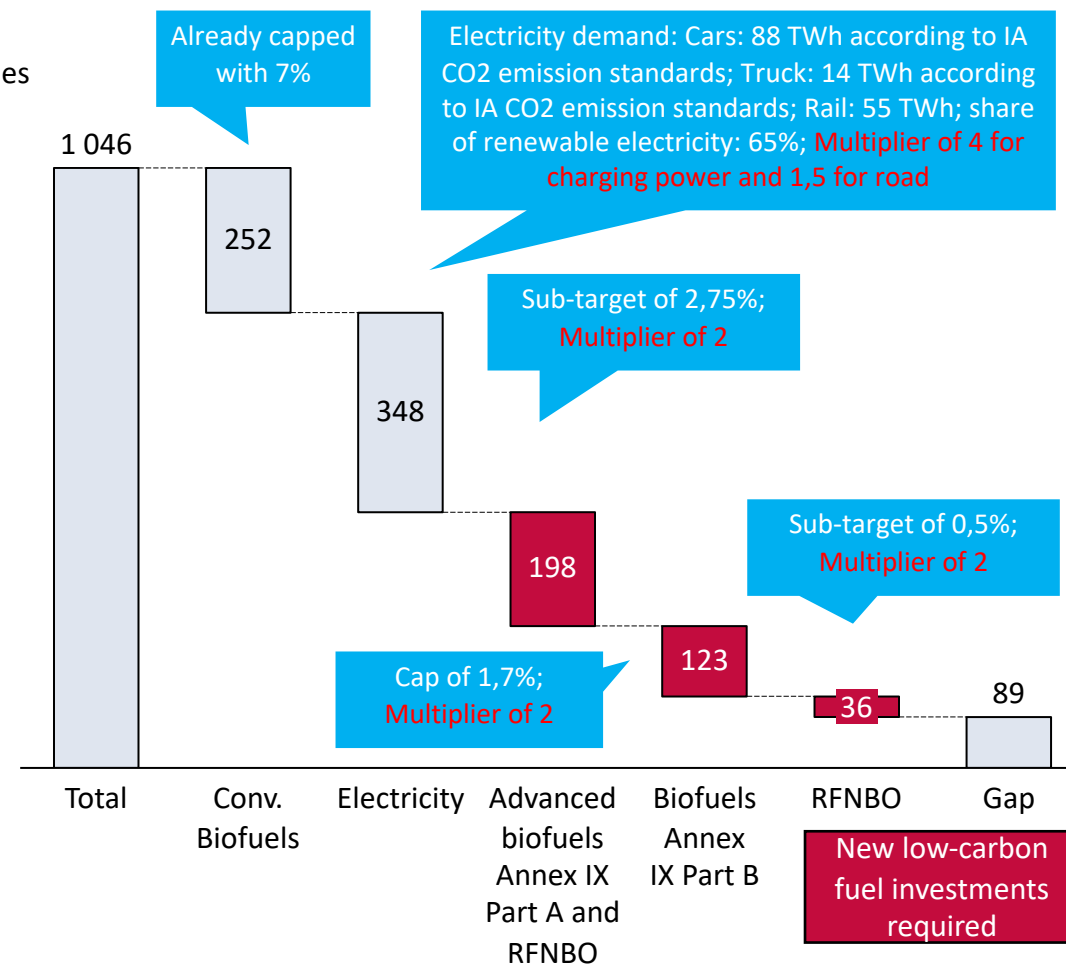 es
Already capped
with 7%
Electricity demand: Cars: 88 TWh according to IA
CO2 emission standards; Truck: 14 TWh according
to IA CO2 emission standards; Rail: 55 TWh; share
of renewable electricity: 65%; Multiplier of 4 for
charging power and 1,5 for road
1 046
252
Sub-target of 2,75%;
Multiplier of 2
348
Sub-target of 0,5%;
Multiplier of 2
198
Cap of 1,7%;
Multiplier of 2
123
36
89
Total
Conv.
Biofuels
Electricity
Advanced
biofuels
Annex IX
Part A and
RFNBO
Biofuels
Annex
IX Part B
RFNBO
Gap
New low-carbon
fuel investments
required